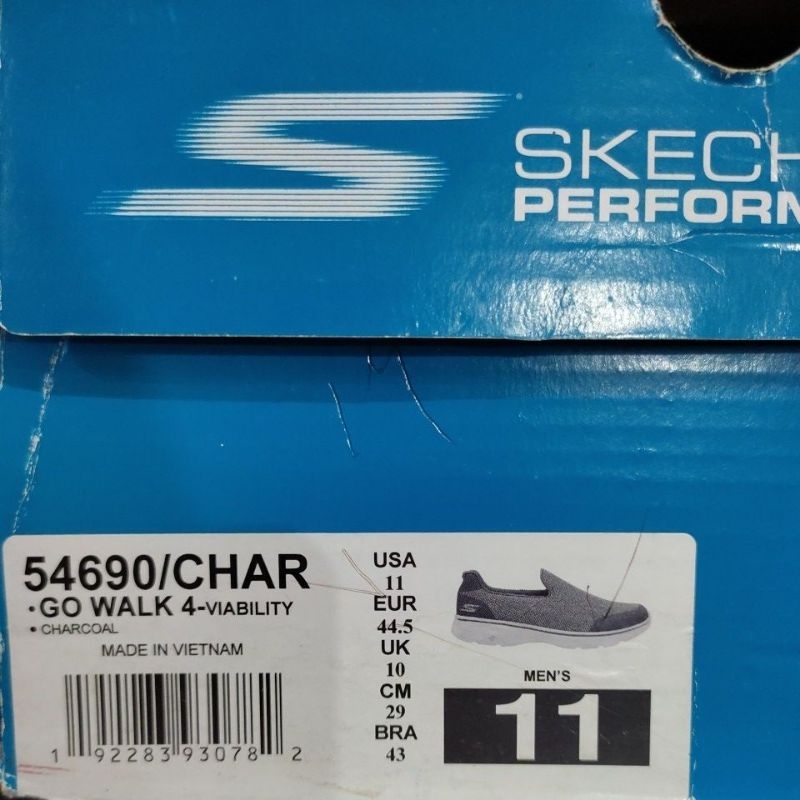 SKECH
PERFORM
54690/CHAR
• GO WALK 4-VIABILITY
• CHARCOAL
MADE IN VIETNAM
1 92283 93078 2
USA
11
EUR
44.5
UK
10
CM
29
BRA
43
MEN'S
11